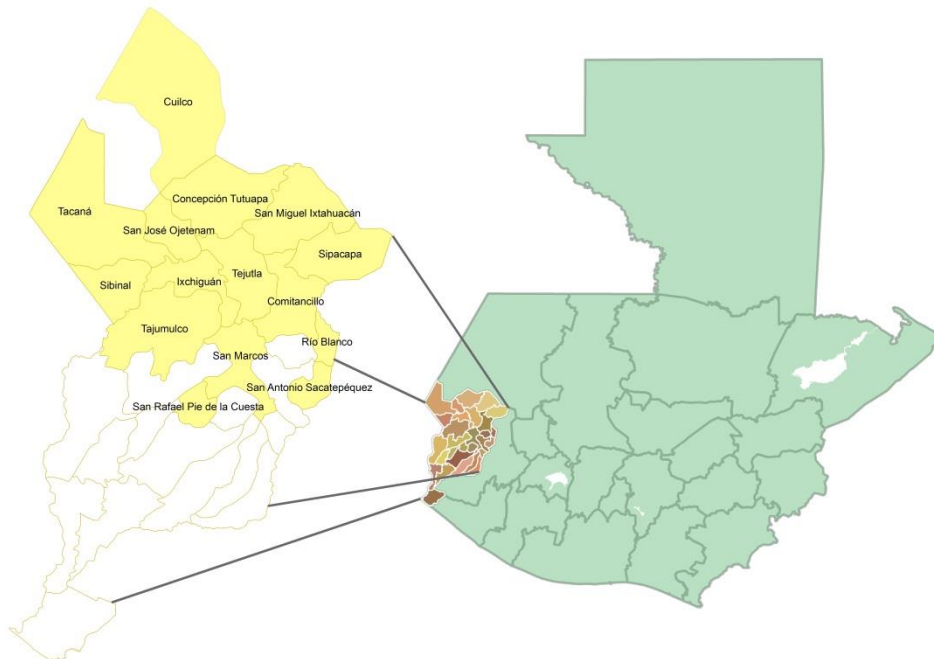 Cuilco
Concepción Tutuapa
Tacaná
San Miguel Ixtahuacán
San José Ojetenam
Sipacapa
Tejutla
Sibinal
Ixchiguán
Comitancillo
Tajumulco
Río Blanco
San Marcos
San Antonio Sacatepéquez
San Rafael Pie de la Cuesta